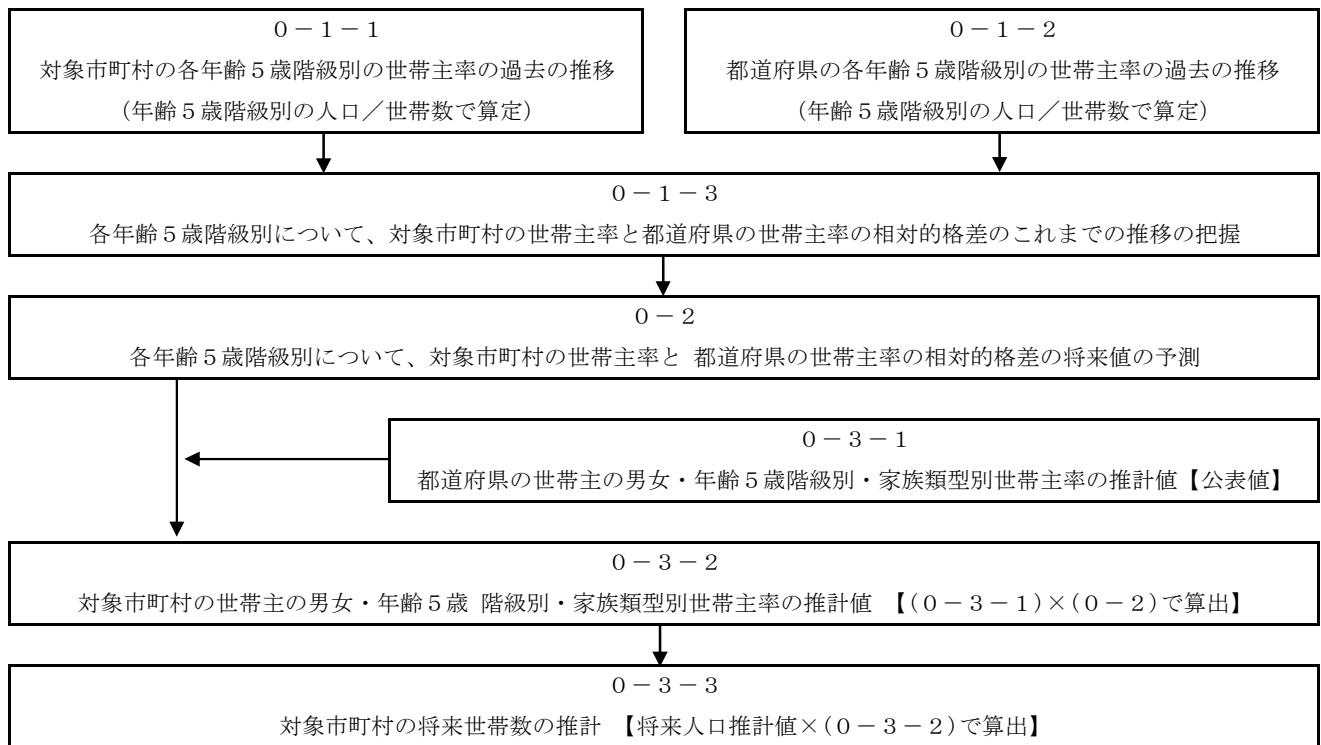 ０－１－１
対象市町村の各年齢５歳階級別の世帯主率の過去の推移
（年齢５歳階級別の人口／世帯数で算定）
０－１－２
都道府県の各年齢５歳階級別の世帯主率の過去の推移
（年齢５歳階級別の人口／世帯数で算定）
０－１－３
各年齢５歳階級別について、対象市町村の世帯主率と都道府県の世帯主率の相対的格差のこれまでの推移の把握
０－２
各年齢５歳階級別について、対象市町村の世帯主率と 都道府県の世帯主率の相対的格差の将来値の予測
０－３－１
都道府県の世帯主の男女・年齢５歳階級別・家族類型別世帯主率の推計値【公表値】
０－３－２
対象市町村の世帯主の男女・年齢５歳 階級別・家族類型別世帯主率の推計値 【(０－３－１)×(０－２)で算出】
０－３－３
対象市町村の将来世帯数の推計 【将来人口推計値×(０－３－２)で算出】